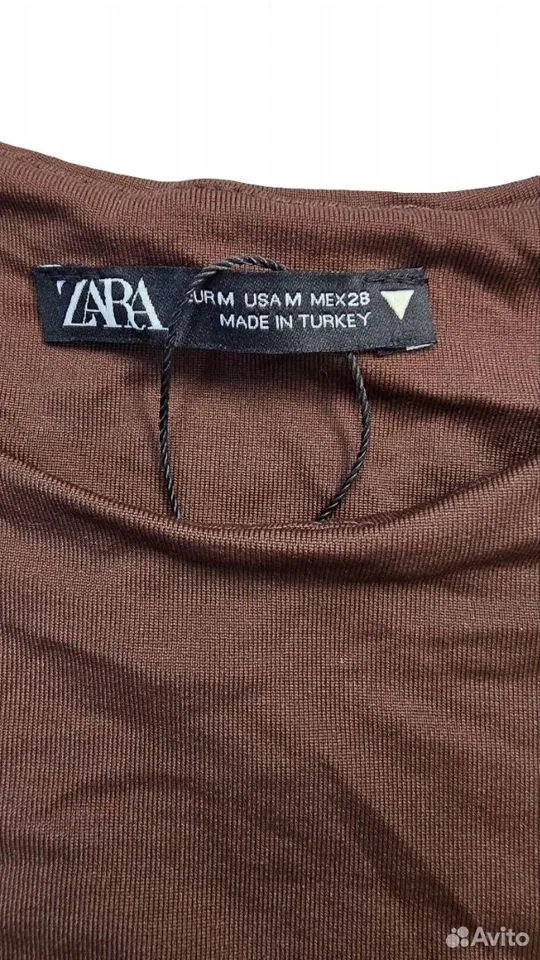 ZARA
EUR M USA M MEX 28
MADE IN TURKEY
Avito